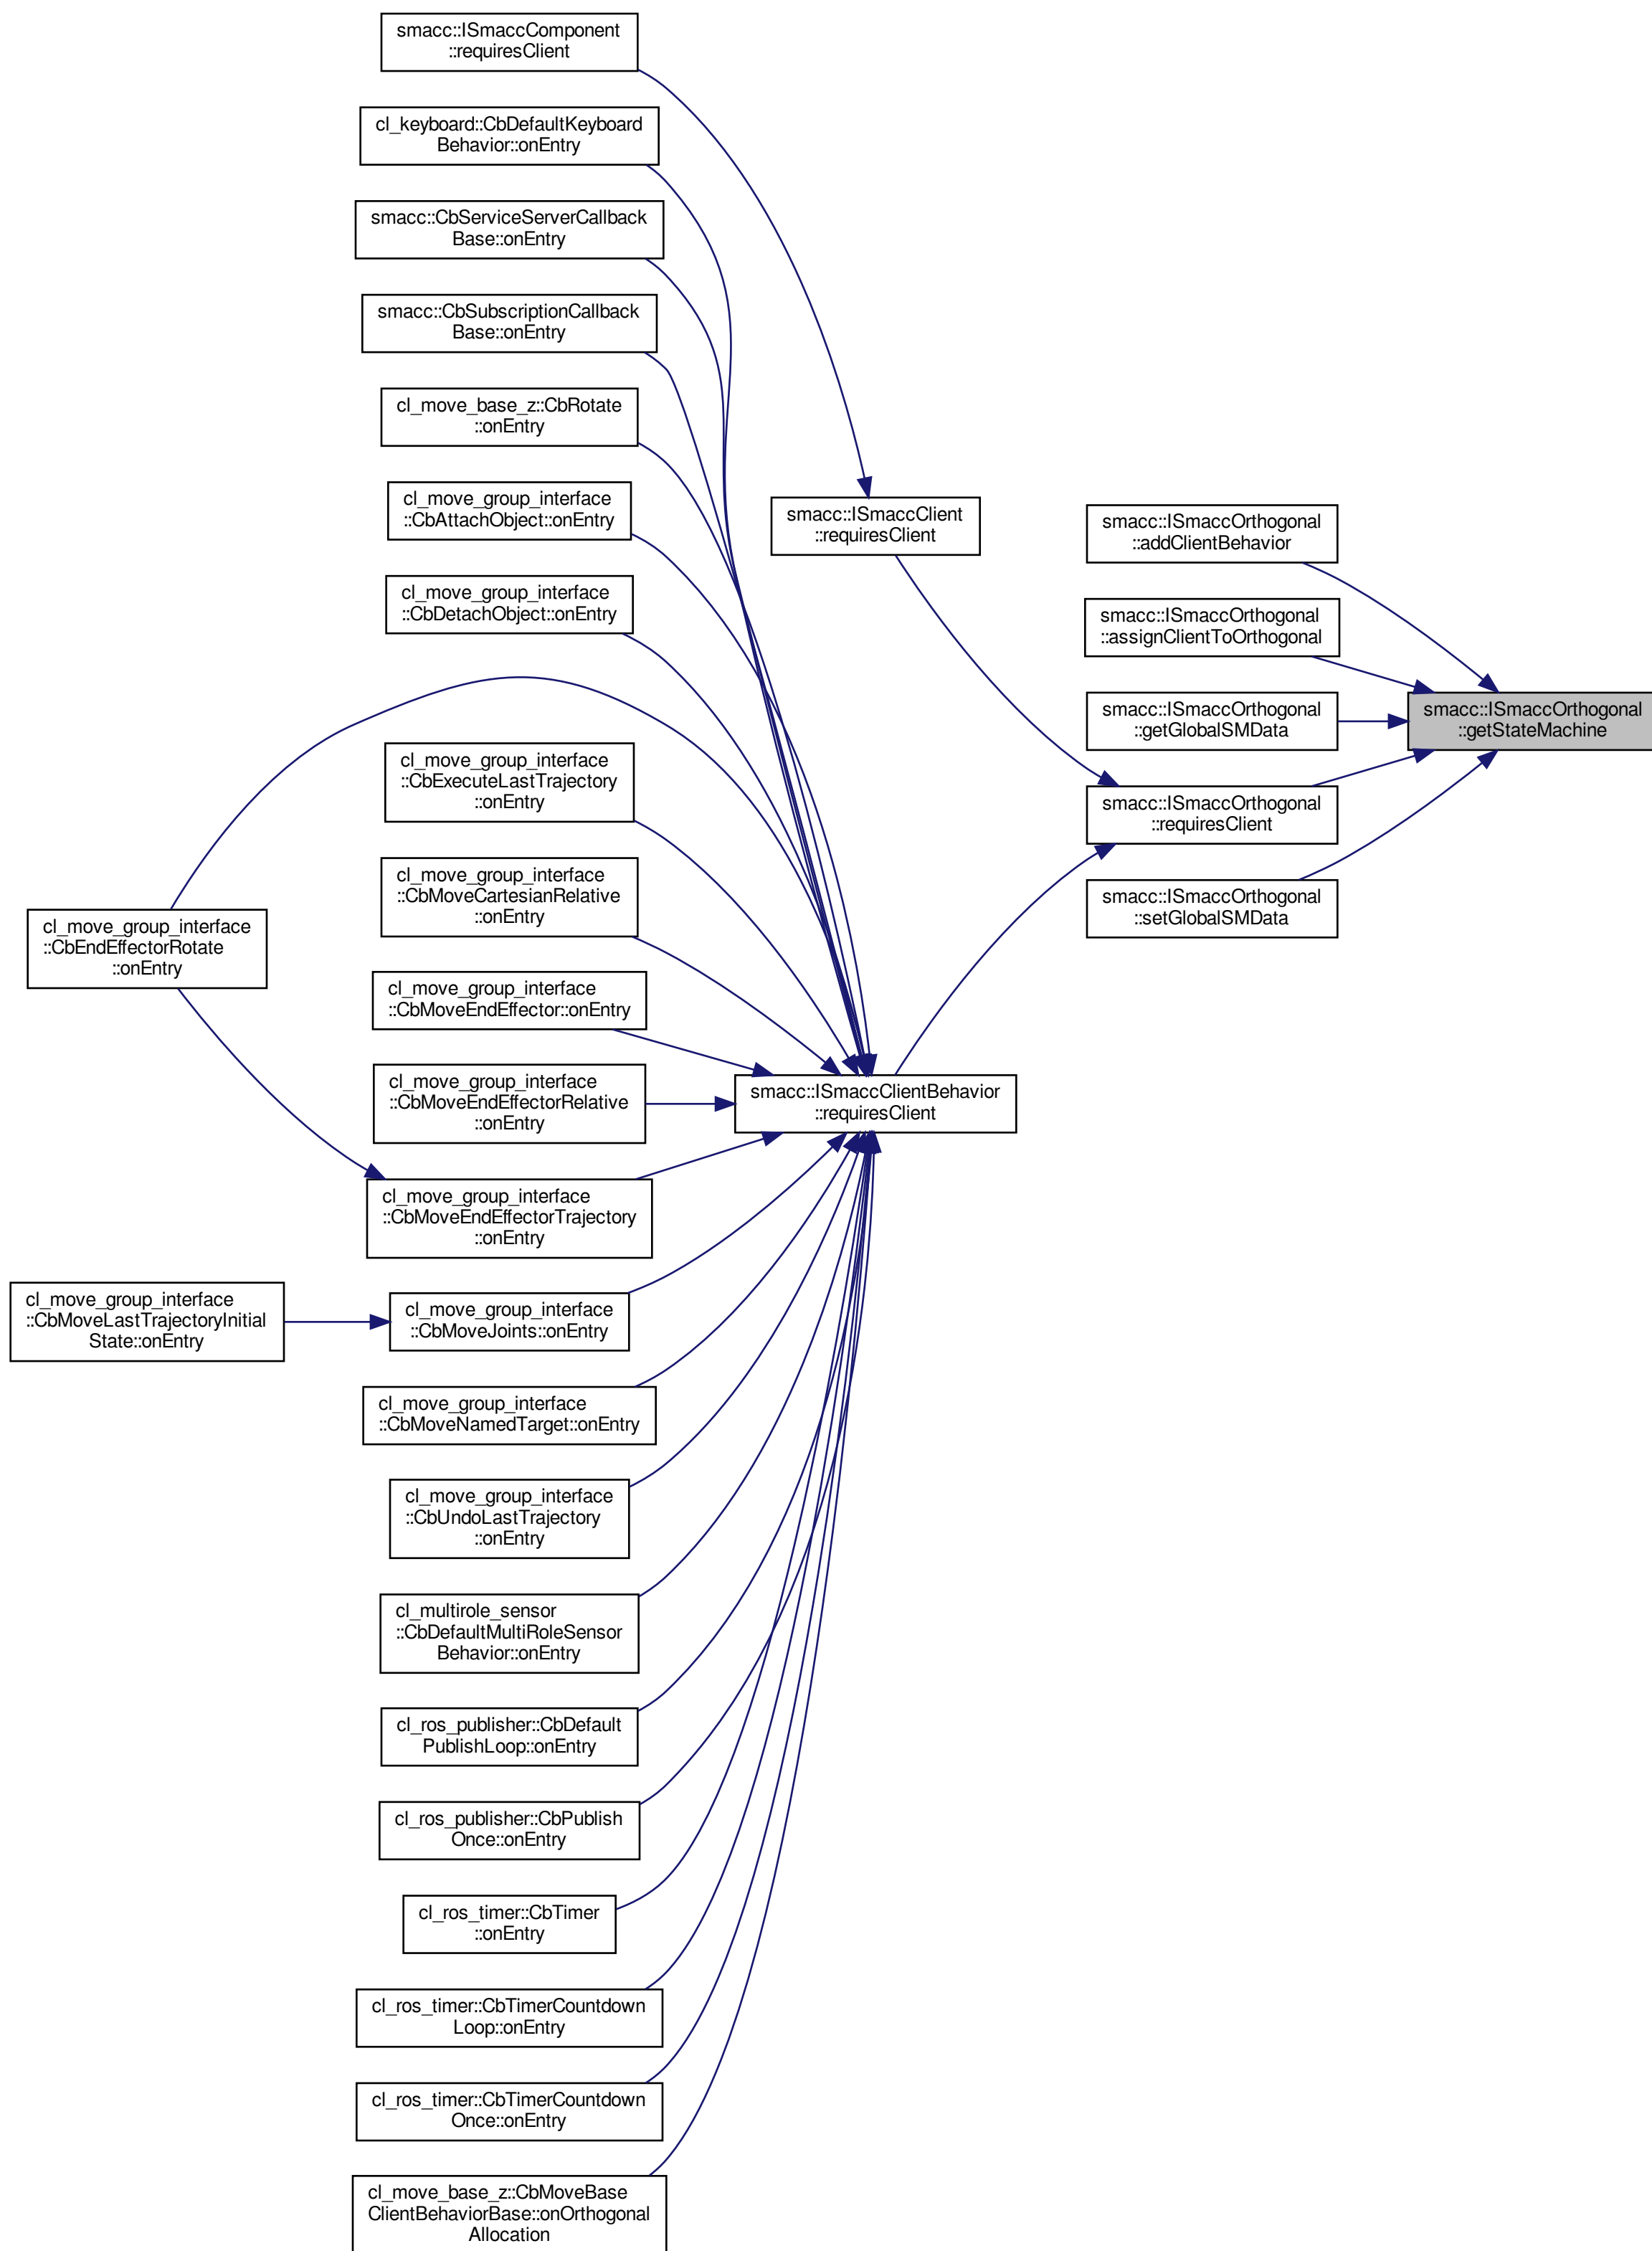 smacc::ISmaccComponent
::requiresClient
cl_keyboard::CbDefaultKeyboard
Behavior::onEntry
smacc::CbServiceServerCallback
Base::onEntry
smacc::CbSubscriptionCallback
Base::onEntry
cl_move_base_z::CbRotate
::onEntry
cl_move_group_interface
::CbAttachObject::onEntry
cl_move_group_interface
::CbDetachObject::onEntry
cl_move_group_interface
::CbExecuteLastTrajectory
::onEntry
cl_move_group_interface
::CbMoveCartesianRelative
::onEntry
cl_move_group_interface
::CbEndEffectorRotate
::onEntry
cl_move_group_interface
::CbMoveEndEffector::onEntry
cl_move_group_interface
::CbMoveEndEffectorRelative
::onEntry
cl_move_group_interface
::CbMoveEndEffectorTrajectory
::onEntry
cl_move_group_interface
::CbMoveLastTrajectoryInitial
State::onEntry
cl_move_group_interface
::CbMoveJoints::onEntry
cl_move_group_interface
::CbMoveNamedTarget::onEntry
cl_move_group_interface
::CbUndoLastTrajectory
::onEntry
cl_multirole_sensor
::CbDefaultMultiRoleSensor
Behavior::onEntry
cl_ros_publisher::CbDefault
PublishLoop::onEntry
cl_ros_publisher::CbPublish
Once::onEntry
cl_ros_timer::CbTimer
::onEntry
cl_ros_timer::CbTimerCountdown
Loop::onEntry
cl_ros_timer::CbTimerCountdown
Once::onEntry
cl_move_base_z::CbMoveBase
ClientBehaviorBase::onOrthogonal
Allocation
smacc::ISmaccClient
::requiresClient
smacc::ISmaccClientBehavior
::requiresClient
smacc::ISmaccOrthogonal
::addClientBehavior
smacc::ISmaccOrthogonal
::assignClientToOrthogonal
smacc::ISmaccOrthogonal
::getGlobalSMData
smacc::ISmaccOrthogonal
::requiresClient
smacc::ISmaccOrthogonal
::setGlobalSMData
smacc::ISmaccOrthogonal
::getStateMachine